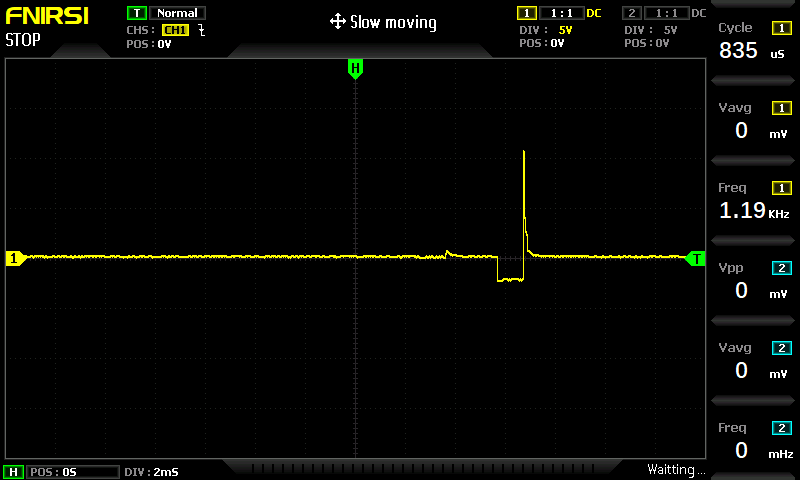 FNIRSI
STOP
T Normal
CHS: CH1
POS: 0V
Slow moving
1 1:1 DC
DIV: 5V
POS: 0V
2 1:1 DC
DIV: 5V
POS: 0V
H
1
T
Cycle 1
835 uS
Vavg 1
0 mV
Freq 1
1.19 KHz
Vpp 2
0 mV
Vavg 2
0 mV
Freq 2
0 mHz
H POS: 0S DIV: 2mS
Waitting...